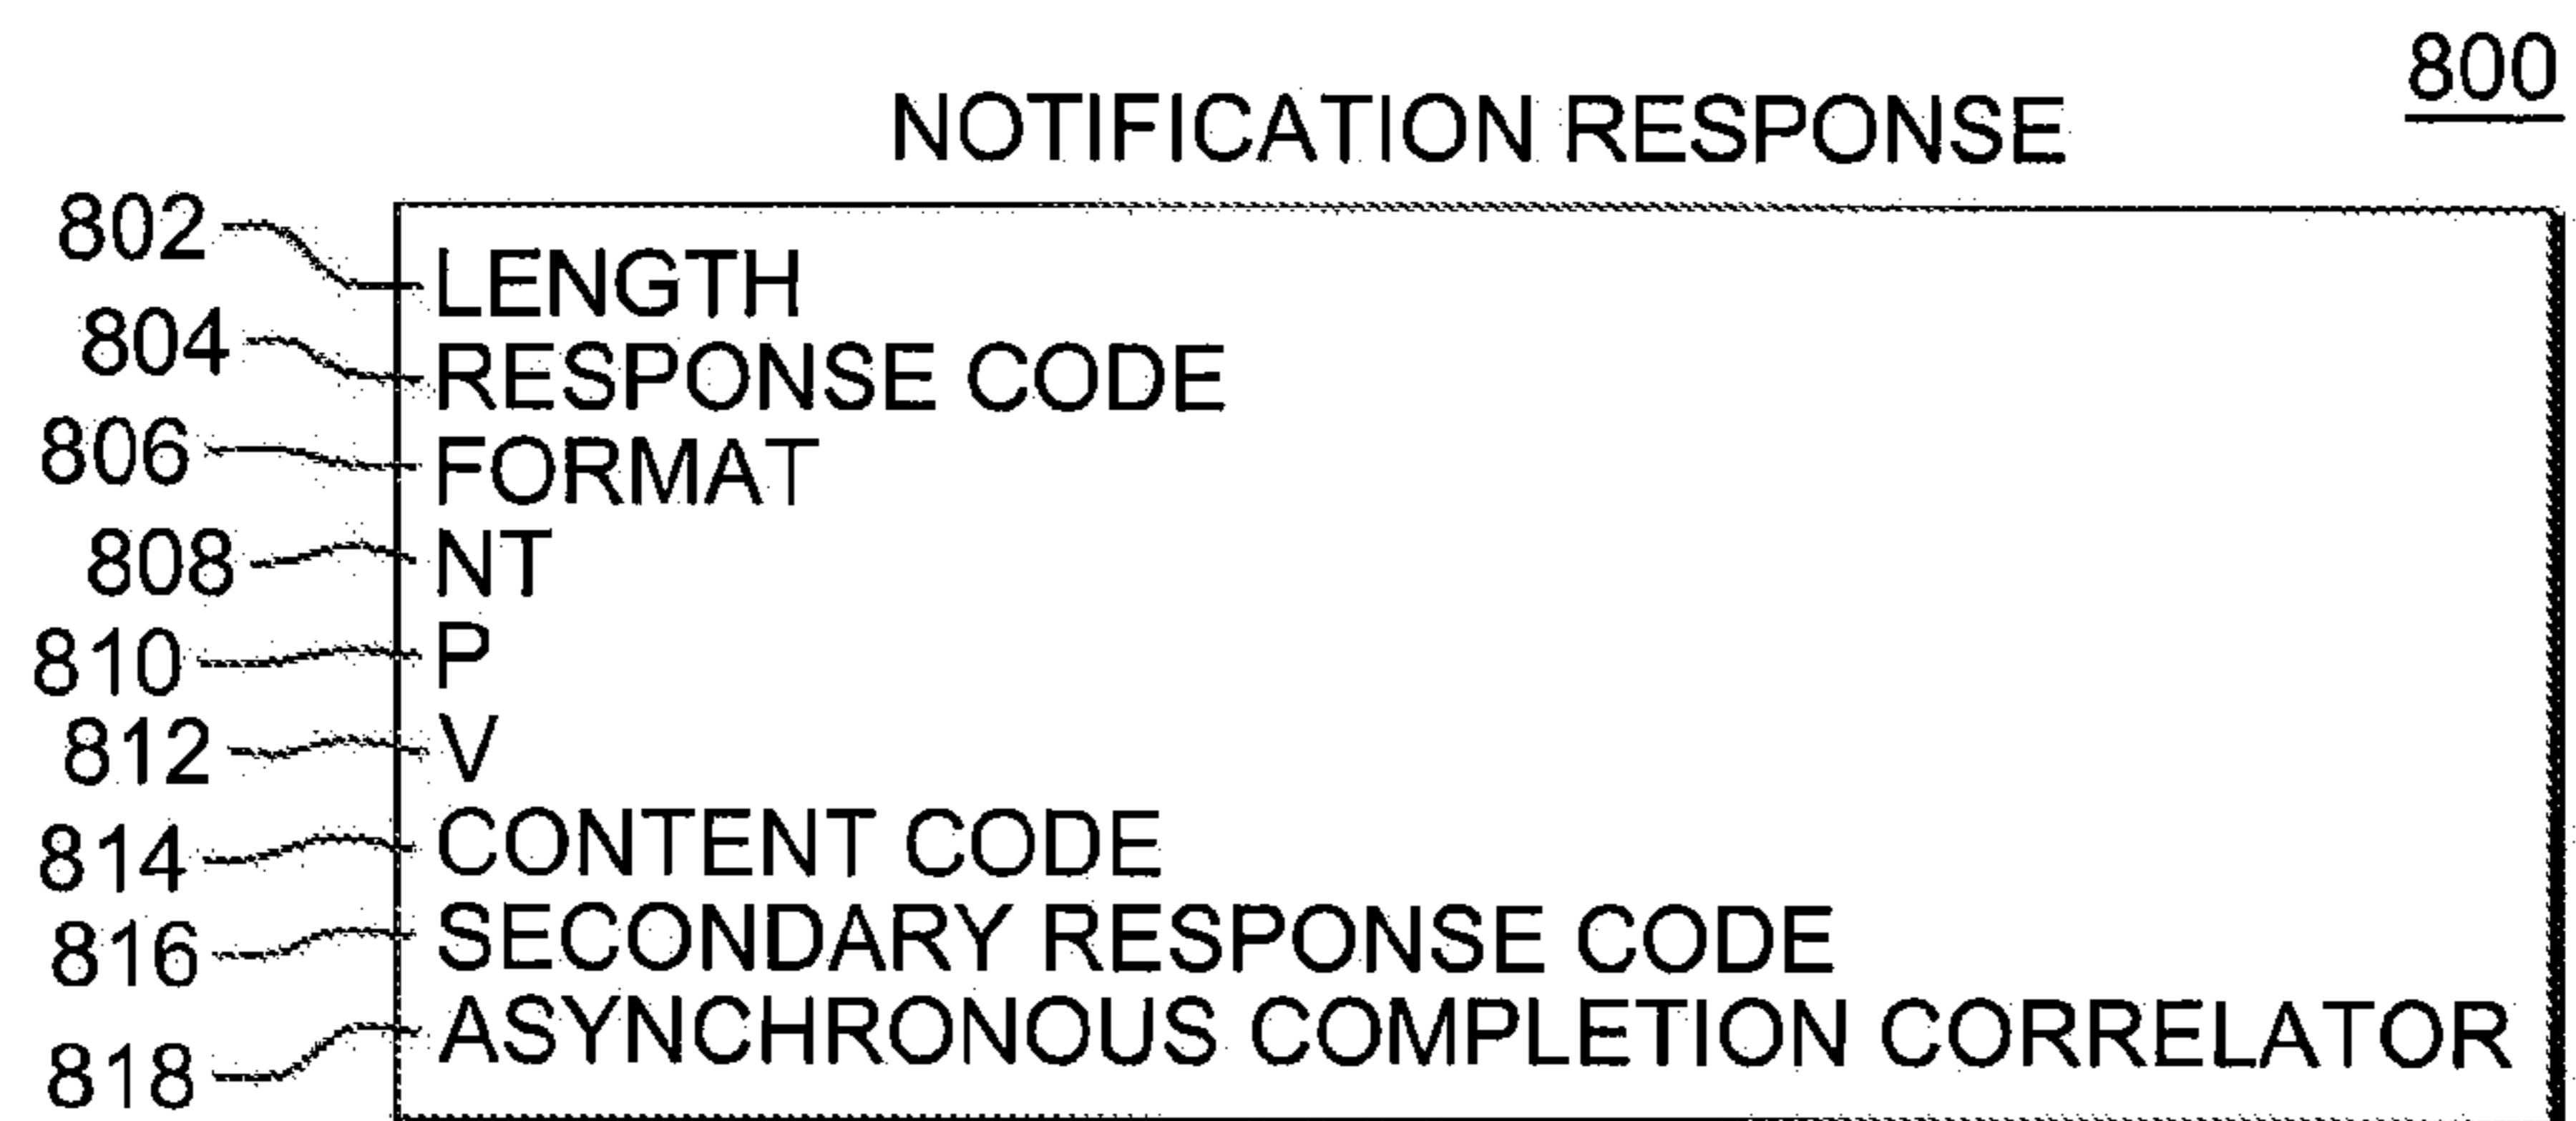 800
NOTIFICATION RESPONSE
802 LENGTH
804 RESPONSE CODE
806 FORMAT
808 NT
810 P
812 V
814 CONTENT CODE
816 SECONDARY RESPONSE CODE
818 ASYNCHRONOUS COMPLETION CORRELATOR